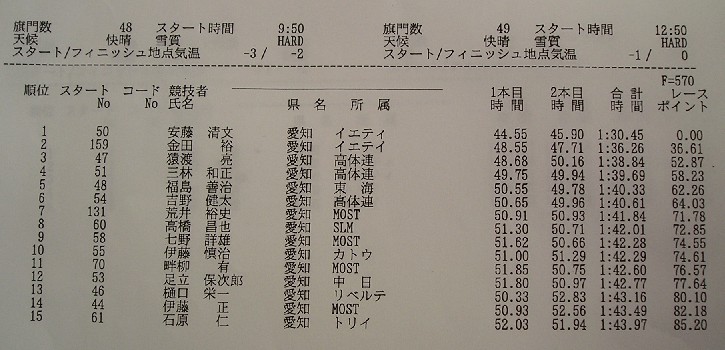 旗門数 48 スタート時間 9:50 旗門数 49 スタート時間 12:50
天候 快晴 雪質 HARD 天候 快晴 雪質 HARD
スタート/フィニッシュ地点気温 -3 / -2 スタート/フィニッシュ地点気温 -1 / 0
F=570
順位 スタート コード 競技者 1本目 2本目 合計 レース
No No 氏名 県名 所属 時間 時間 時間 ポイント
1 50 安藤 清文 愛知 イエティ 44.55 45.90 1:30.45 0.00
2 159 金田 裕 愛知 イエテイ 48.55 47.71 1:36.26 36.61
3 47 猿渡 亮 愛知 高体連 48.68 50.16 1:38.84 52.87
4 51 三林 和正 愛知 高体連 49.75 49.94 1:39.69 58.23
5 48 福島 善治 愛知 東 海 50.55 49.78 1:40.33 62.26
6 54 吉野 健太 愛知 高体連 50.65 49.96 1:40.61 64.03
7 131 荒井 裕史 愛知 MOST 50.91 50.93 1:41.84 71.78
8 60 高橋 昌也 愛知 SLM 51.30 50.71 1:42.01 72.85
9 58 七野 詳雄 愛知 MOST 51.62 50.66 1:42.28 74.55
10 55 伊藤 慎治 愛知 カトウ 51.00 51.29 1:42.29 74.61
11 70 畔柳 有 愛知 MOST 51.85 50.75 1:42.60 76.57
12 53 足立 保次郎 愛知 中 日 51.80 50.97 1:42.77 77.64
13 46 樋口 栄一 愛知 リベルテ 50.33 52.83 1:43.16 80.10
14 44 伊藤 正 愛知 MOST 50.93 52.56 1:43.49 82.18
15 61 石原 仁 愛知 トリイ 52.03 51.94 1:43.97 85.20